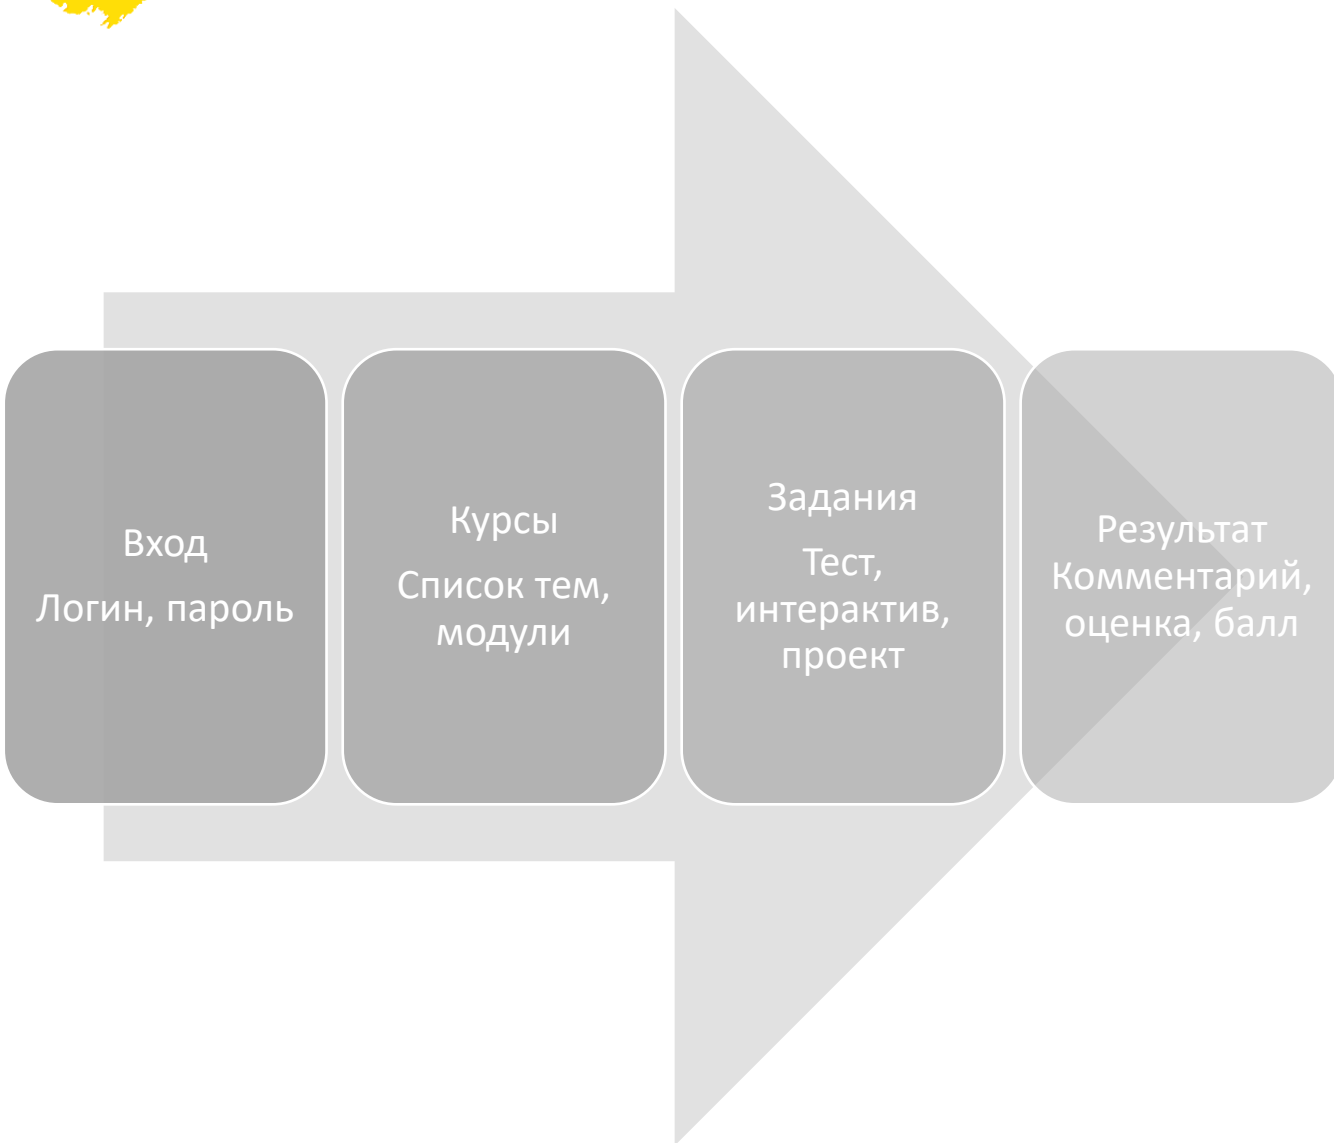 Вход
Логин, пароль
Курсы
Список тем,
модули
Задания
Тест,
интерактив,
проект
Результат
Комментарий,
оценка, балл